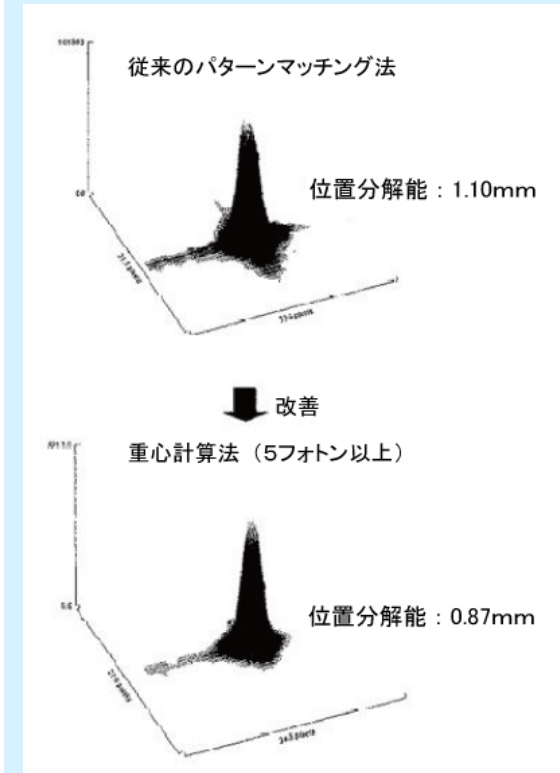 従来のパターンマッチング法
位置分解能：1.10mm
改善
重心計算法（5フォトン以上）
位置分解能：0.87mm